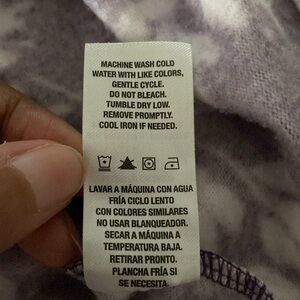 MACHINE WASH COLD
WATER WITH LIKE COLORS,
GENTLE CYCLE.
DO NOT BLEACH.
TUMBLE DRY LOW.
REMOVE PROMPTLY.
COOL IRON IF NEEDED.
LAVAR A MÁQUINA CON AGUA
FRÍA CICLO LENTO
CON COLORES SIMILARES
NO USAR BLANQUEADOR.
SECAR A MÁQUINA A
TEMPERATURA BAJA.
RETIRAR PRONTO.
PLANCHA FRÍA SI
SE NECESITA.